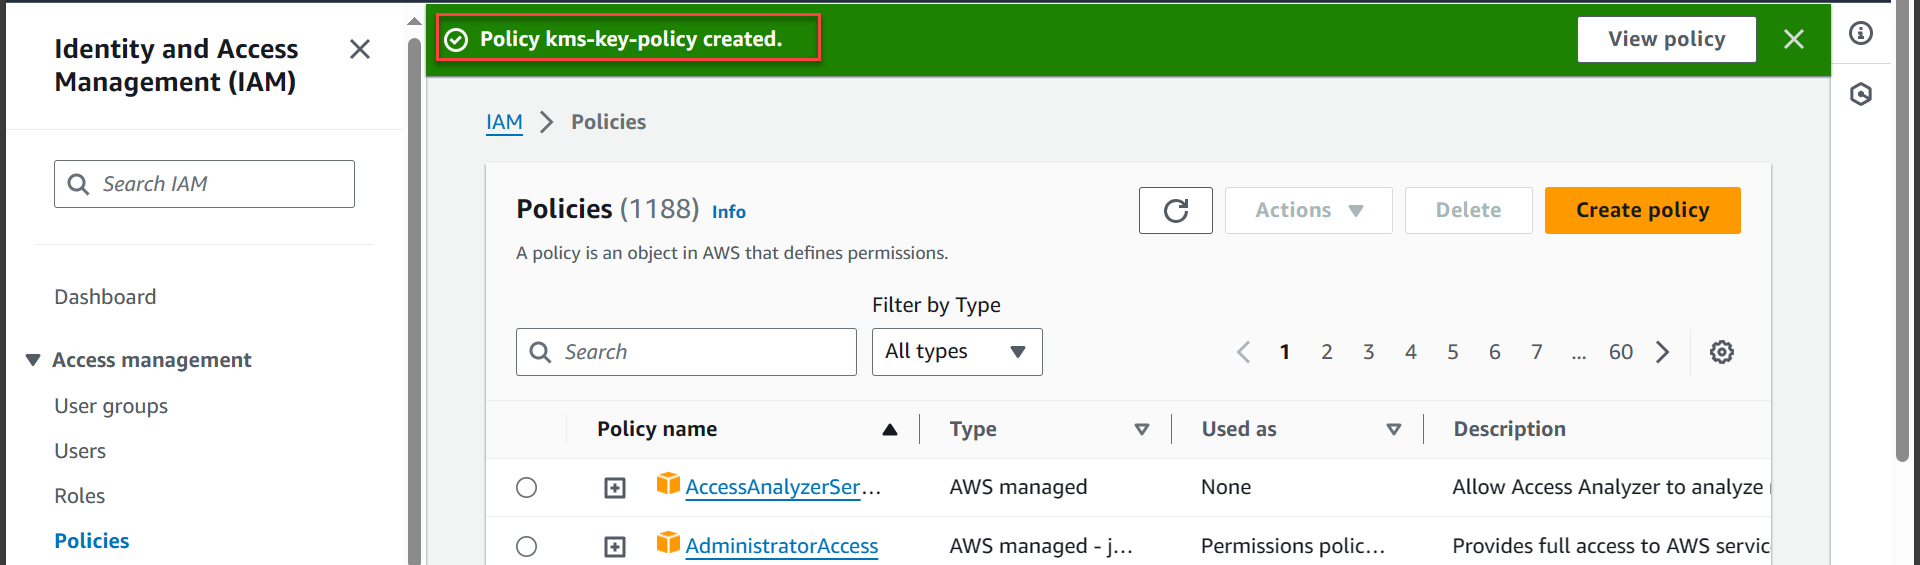 Identity and Access
Management (IAM)
Search IAM
Dashboard
Access management
User groups
Users
Roles
Policies
Policy kms-key-policy created.
View policy
IAM
Policies
Policies (1188) Info
Actions
Delete
Create policy
A policy is an object in AWS that defines permissions.
Filter by Type
Search
All types
1 2 3 4 5 6 7 ... 60
Policy name Type Used as Description
AccessAnalyzerSer... AWS managed None Allow Access Analyzer to analyze
AdministratorAccess AWS managed - j... Permissions polic... Provides full access to AWS servic